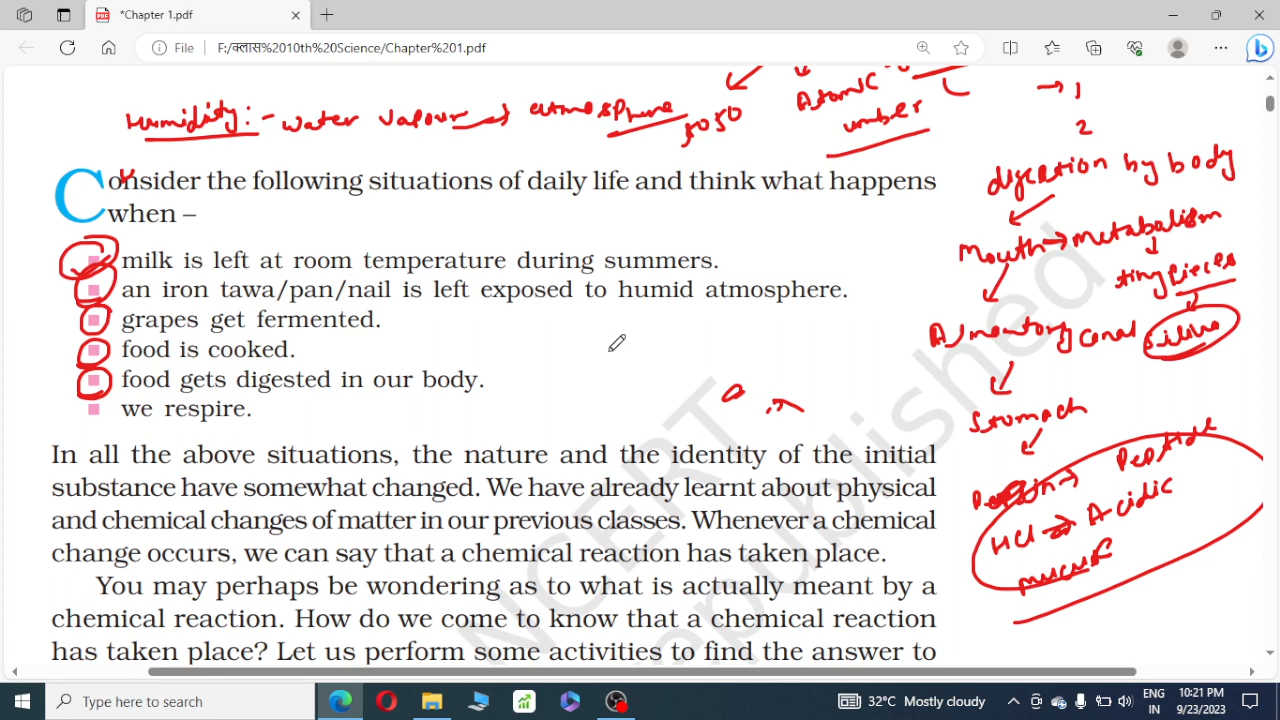 *Chapter 1.pdf
File F:/क्लास%2010th%20Science/Chapter%201.pdf
Humidity:- water vapour atmosphere
5050
Atomic
number
1
2
Consider the following situations of daily life and think what happens
when –
milk is left at room temperature during summers.
an iron tawa/pan/nail is left exposed to humid atmosphere.
grapes get fermented.
food is cooked.
food gets digested in our body.
we respire.
In all the above situations, the nature and the identity of the initial
substance have somewhat changed. We have already learnt about physical
and chemical changes of matter in our previous classes. Whenever a chemical
change occurs, we can say that a chemical reaction has taken place.
You may perhaps be wondering as to what is actually meant by a
chemical reaction. How do we come to know that a chemical reaction
has taken place? Let us perform some activities to find the answer to
by body
Mouth → metabolism
tiny pieces
canal
Stomach
Peptide
HCl → Acidic
mucus
NCERT
republished
Type here to search
32°C Mostly cloudy
ENG
IN
10:21 PM
9/23/2023